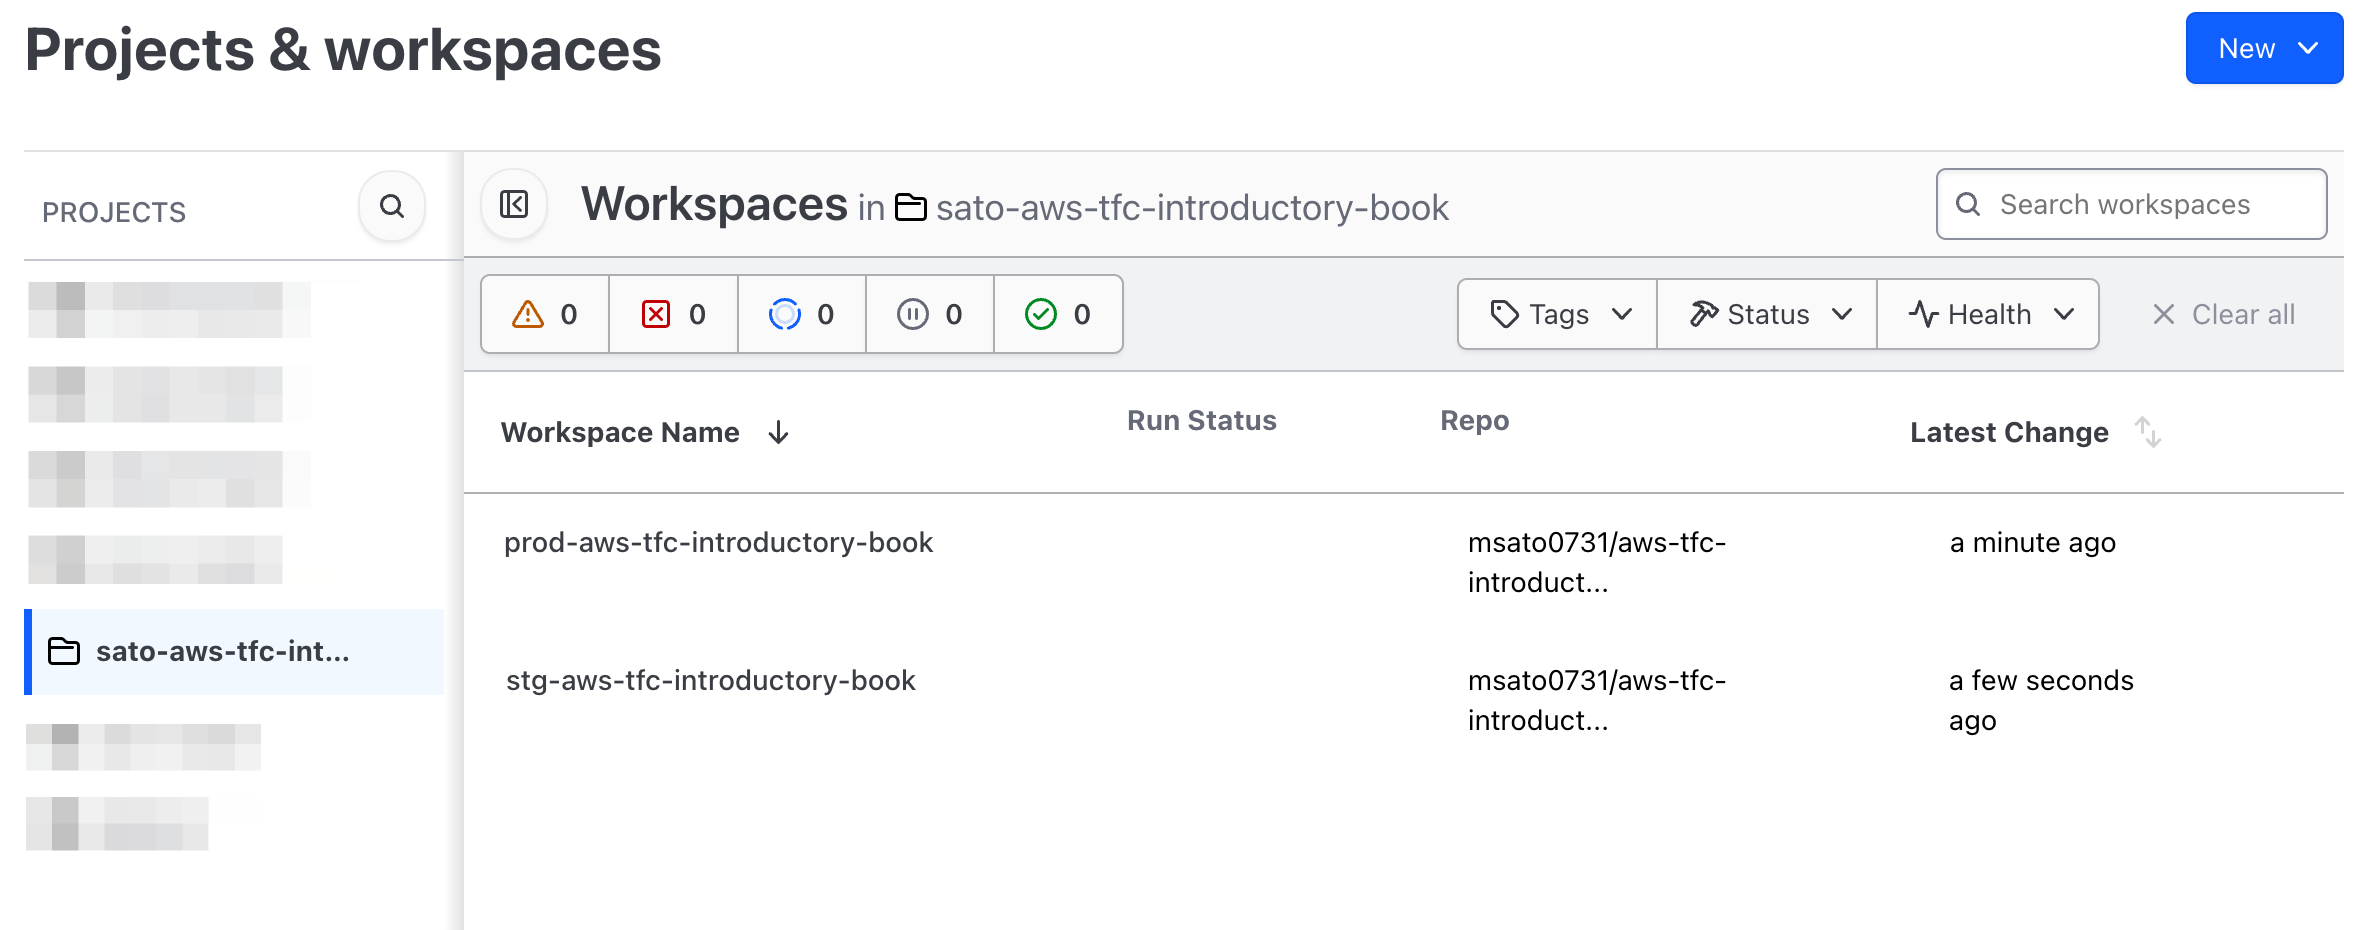 Projects & workspaces
New
PROJECTS
Workspaces in sato-aws-tfc-introductory-book
Search workspaces
0 0 0 0 0
Tags Status Health Clear all
sato-aws-tfc-int...
Workspace Name Run Status Repo Latest Change
prod-aws-tfc-introductory-book msato0731/aws-tfc-introduct... a minute ago
stg-aws-tfc-introductory-book msato0731/aws-tfc-introduct... a few seconds ago